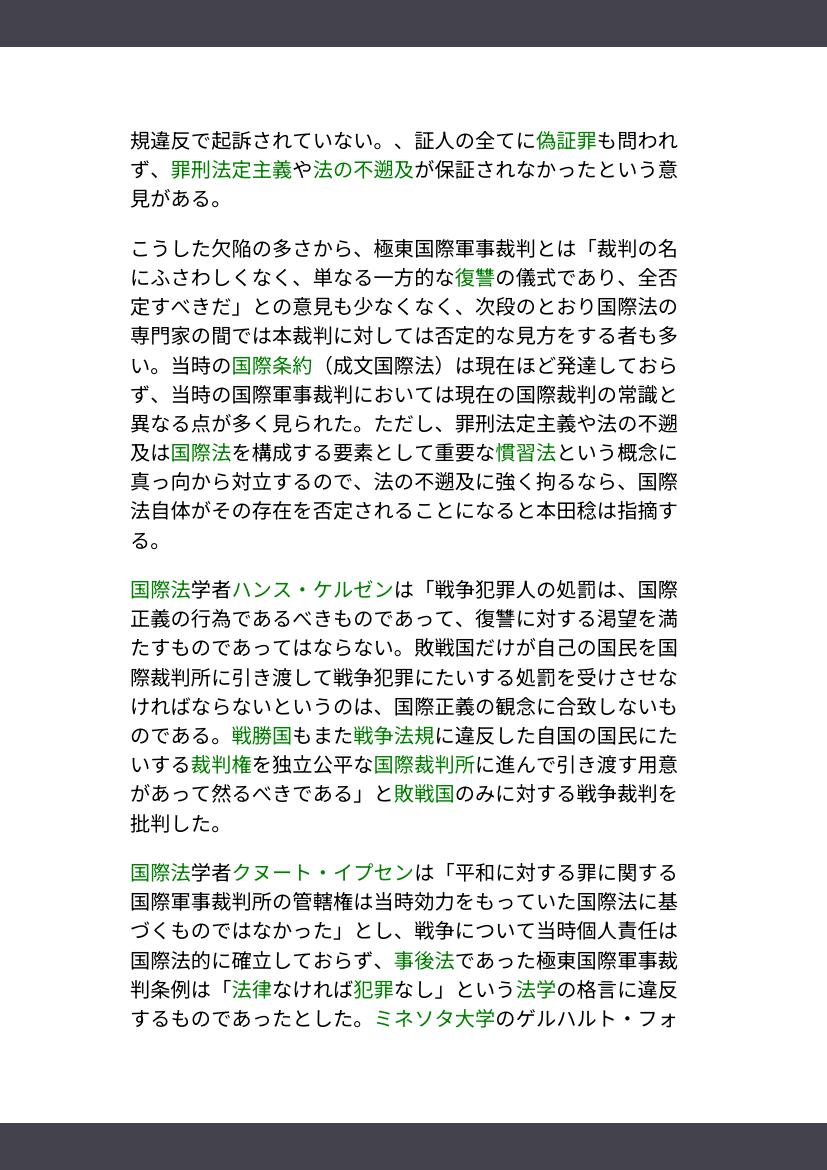 規違反で起訴されていない。、証人の全てに偽証罪も問われ
ず、罪刑法定主義や法の不遡及が保証されなかったという意
見がある。
こうした欠陥の多さから、極東国際軍事裁判とは「裁判の名
にふさわしくなく、単なる一方的な復讐の儀式であり、全否
定すべきだ」との意見も少なくなく、次段のとおり国際法の
専門家の間では本裁判に対しては否定的な見方をする者も多
い。当時の国際条約（成文国際法）は現在ほど発達しておら
ず、当時の国際軍事裁判においては現在の国際裁判の常識と
異なる点が多く見られた。ただし、罪刑法定主義や法の不遡
及は国際法を構成する要素として重要な慣習法という概念に
真っ向から対立するので、法の不遡及に強く拘るなら、国際
法自体がその存在を否定されることになると本田稔は指摘す
る。
国際法学者ハンス・ケルゼンは「戦争犯罪人の処罰は、国際
正義の行為であるべきものであって、復讐に対する渇望を満
たすものであってはならない。敗戦国だけが自己の国民を国
際裁判所に引き渡して戦争犯罪にたいする処罰を受けさせな
ければならないというのは、国際正義の観念に合致しないも
のである。戦勝国もまた戦争法規に違反した自国の国民にた
いする裁判権を独立公平な国際裁判所に進んで引き渡す用意
があって然るべきである」と敗戦国のみに対する戦争裁判を
批判した。
国際法学者クヌート・イプセンは「平和に対する罪に関する
国際軍事裁判所の管轄権は当時効力をもっていた国際法に基
づくものではなかった」とし、戦争について当時個人責任は
国際法的に確立しておらず、事後法であった極東国際軍事裁
判条例は「法律なければ犯罪なし」という法学の格言に違反
するものであったとした。ミネソタ大学のゲルハルト・フォ